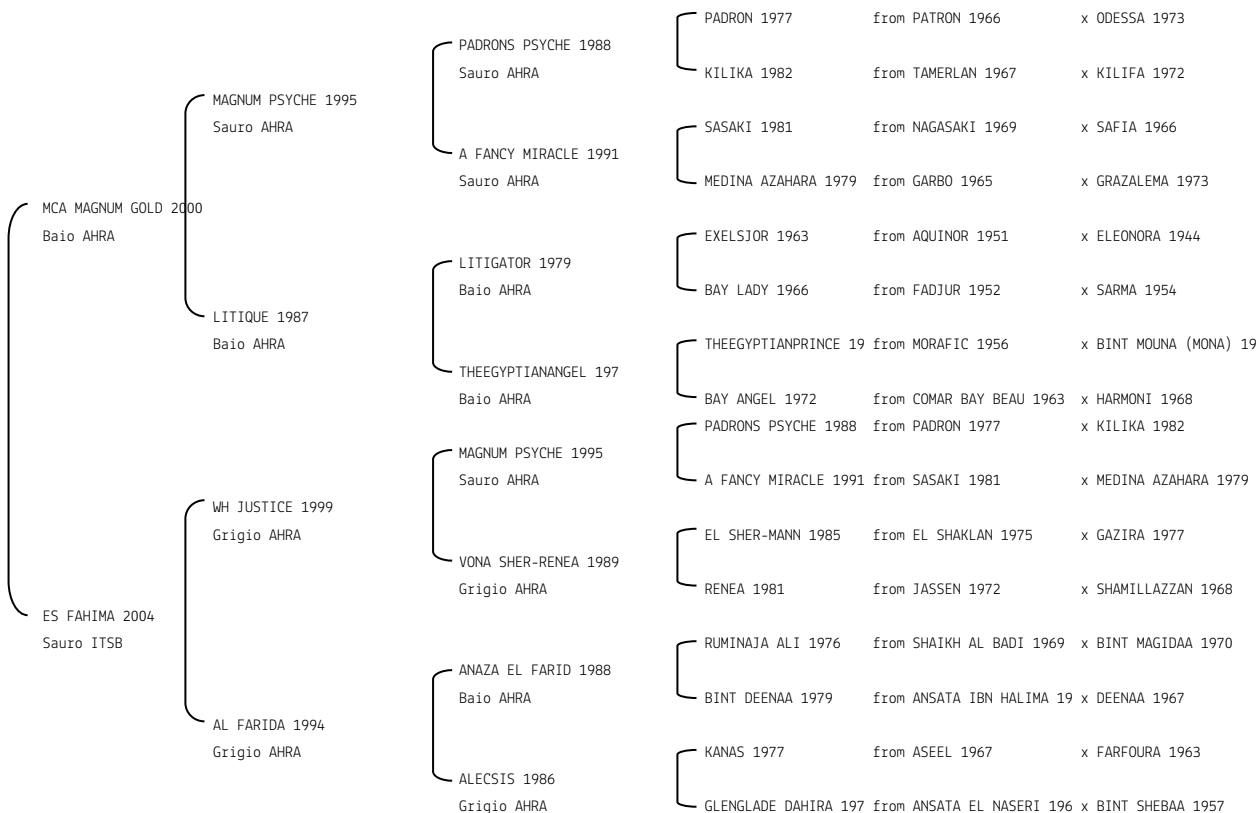 PADRON 1977 from PATRON 1966 x ODESSA 1973
PADRONS PSYCHE 1988
Sauro AHRA KILIKA 1982 from TAMERLAN 1967 x KILIFA 1972
MAGNUM PSYCHE 1995
Sauro AHRA SASAKI 1981 from NAGASAKI 1969 x SAFIA 1966
A FANCY MIRACLE 1991
Sauro AHRA MEDINA AZAHARA 1979 from GARBO 1965 x GRAZALEMA 1973
MCA MAGNUM GOLD 2000
Baio AHRA EXELSJOR 1963 from AQUINOR 1951 x ELEONORA 1944
LITIGATOR 1979
Baio AHRA BAY LADY 1966 from FADJUR 1952 x SARMA 1954
LITIQUE 1987
Baio AHRA THEEGYPTIANPRINCE 19 from MORAFIC 1956 x BINT MOUNA (MONA) 19
THEEGYPTIANANGEL 197
Baio AHRA BAY ANGEL 1972 from COMAR BAY BEAU 1963 x HARMONI 1968
PADRONS PSYCHE 1988 from PADRON 1977 x KILIKA 1982
MAGNUM PSYCHE 1995
Sauro AHRA A FANCY MIRACLE 1991 from SASAKI 1981 x MEDINA AZAHARA 1979
WH JUSTICE 1999
Grigio AHRA EL SHER-MANN 1985 from EL SHAKLAN 1975 x GAZIRA 1977
VONA SHER-RENEA 1989
Grigio AHRA RENEA 1981 from JASSEN 1972 x SHAMILLAZZAN 1968
ES FAHIMA 2004
Sauro ITSB RUMINAJA ALI 1976 from SHAIKH AL BADI 1969 x BINT MAGIDAA 1970
ANAZA EL FARID 1988
Baio AHRA BINT DEENAA 1979 from ANSATA IBN HALIMA 19 x DEENAA 1967
AL FARIDA 1994
Grigio AHRA KANAS 1977 from ASEEL 1967 x FARFOURA 1963
ALECSIS 1986
Grigio AHRA GLENGLADE DAHIRA 197 from ANSATA EL NASERI 196 x BINT SHEBAA 1957